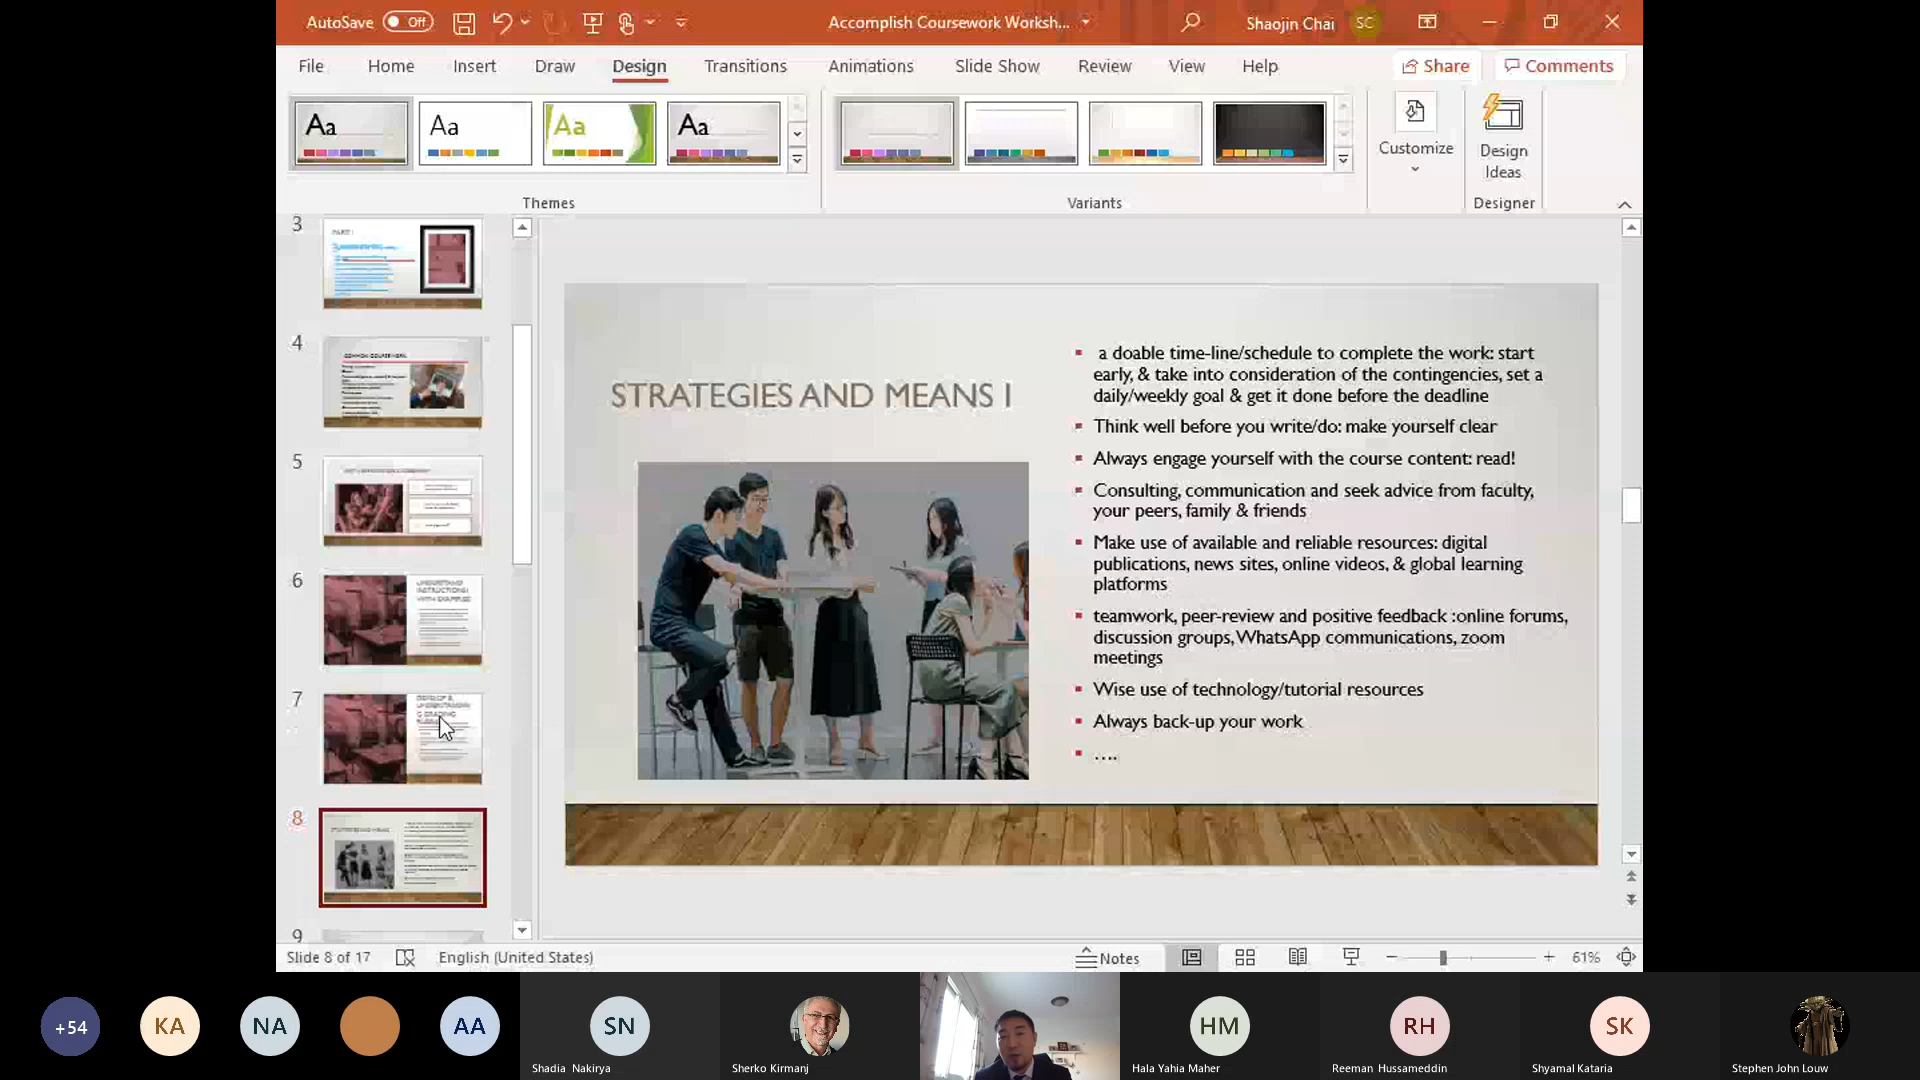 AutoSave Off
Accomplish Coursework Worksh...
Shaojin Chai SC
File Home Insert Draw Design Transitions Animations Slide Show Review View Help Share Comments
Aa Aa Aa Aa
Customize
Design
Ideas
Themes Variants Designer
3
PART I
4
COMMON COURSEWORK
5
6
UNDERSTAND
INSTRUCTIONS
7
8
9
STRATEGIES AND MEANS I
a doable time-line/schedule to complete the work: start
early, & take into consideration of the contingencies, set a
daily/weekly goal & get it done before the deadline
Think well before you write/do: make yourself clear
Always engage yourself with the course content: read!
Consulting, communication and seek advice from faculty,
your peers, family & friends
Make use of available and reliable resources: digital
publications, news sites, online videos, & global learning
platforms
teamwork, peer-review and positive feedback :online forums,
discussion groups, WhatsApp communications, zoom
meetings
Wise use of technology/tutorial resources
Always back-up your work
....
Slide 8 of 17 English (United States) Notes 61%
+54 KA NA AA SN HM RH SK
Shadia Nakirya Sherko Kirmanj Hala Yahia Maher Reeman Hussameddin Shyamal Kataria Stephen John Louw